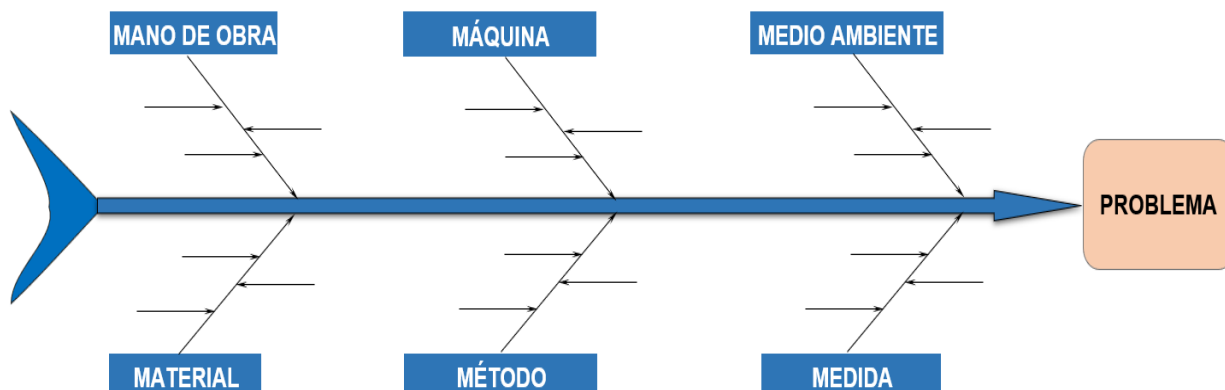 MANO DE OBRA
MÁQUINA
MEDIO AMBIENTE
PROBLEMA
MATERIAL
MÉTODO
MEDIDA